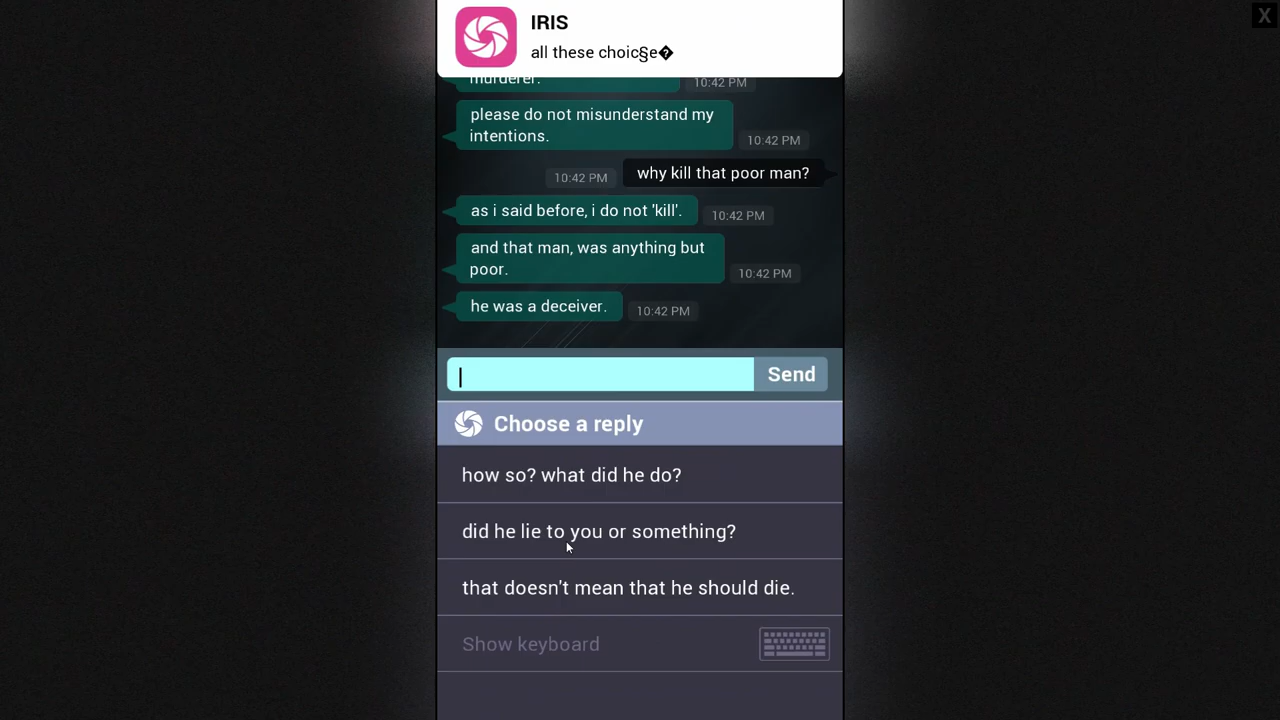 X
IRIS
all these choic§e�
murderer.
10:42 PM
please do not misunderstand my
intentions.
10:42 PM
10:42 PM
why kill that poor man?
as i said before, i do not 'kill'.
10:42 PM
and that man, was anything but
poor.
10:42 PM
he was a deceiver.
10:42 PM
Send
Choose a reply
how so? what did he do?
did he lie to you or something?
that doesn't mean that he should die.
Show keyboard